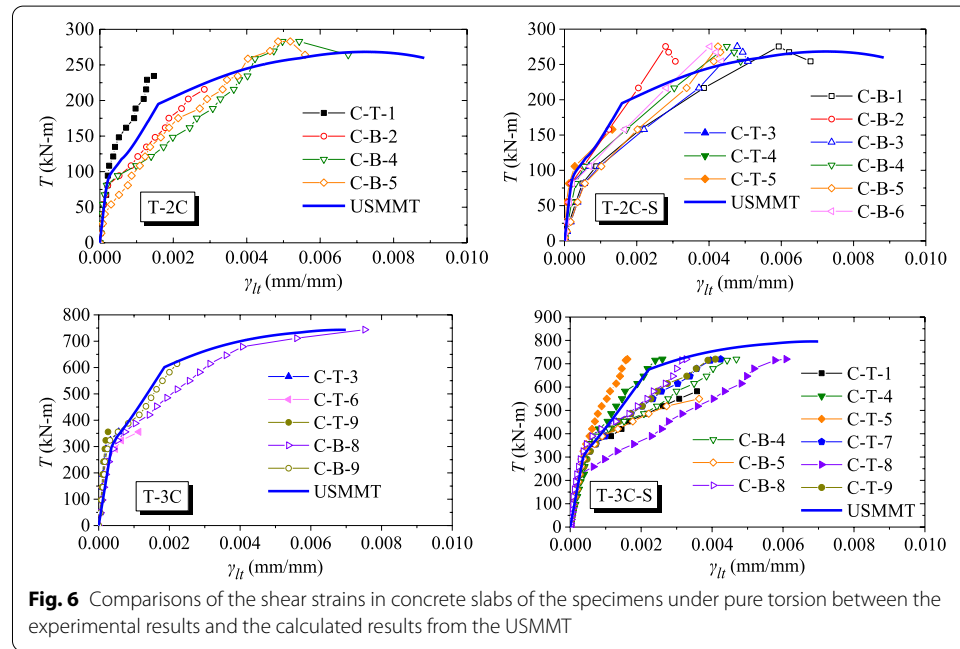 300
250
200
150
100
50
0
T (kN-m)
C-T-1
C-B-2
C-B-4
C-B-5
USMMT
T-2C
0.000 0.002 0.004 0.006 0.008 0.010
γlt (mm/mm)
300
250
200
150
100
50
0
T (kN-m)
C-T-3
C-T-4
C-T-5
USMMT
C-B-1
C-B-2
C-B-3
C-B-4
C-B-5
C-B-6
T-2C-S
0.000 0.002 0.004 0.006 0.008 0.010
γlt (mm/mm)
800
700
600
500
400
300
200
100
0
T (kN-m)
C-T-3
C-T-6
C-T-9
C-B-8
C-B-9
USMMT
T-3C
0.000 0.002 0.004 0.006 0.008 0.010
γlt (mm/mm)
900
800
700
600
500
400
300
200
100
0
T (kN-m)
C-B-4
C-B-5
C-B-8
C-T-1
C-T-4
C-T-5
C-T-7
C-T-8
C-T-9
USMMT
T-3C-S
0.000 0.002 0.004 0.006 0.008 0.010
γlt (mm/mm)
Fig. 6 Comparisons of the shear strains in concrete slabs of the specimens under pure torsion between the
experimental results and the calculated results from the USMMT